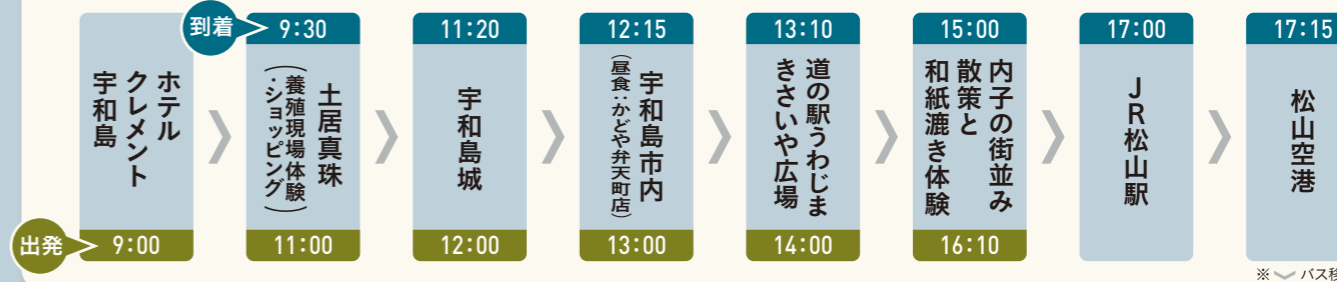 出発
ホテル
クレメント
宇和島
9:00
到着
9:30
土居真珠
(養殖現場体験
・ショッピング)
11:00
11:20
宇和島城
12:00
12:15
宇和島市内
(昼食:かどや弁天町店)
13:00
13:10
道の駅うわじま
きさいや広場
14:00
15:00
内子の街並み
散策と
和紙漉き体験
16:10
17:00
JR松山駅
17:15
松山空港
※ バス移